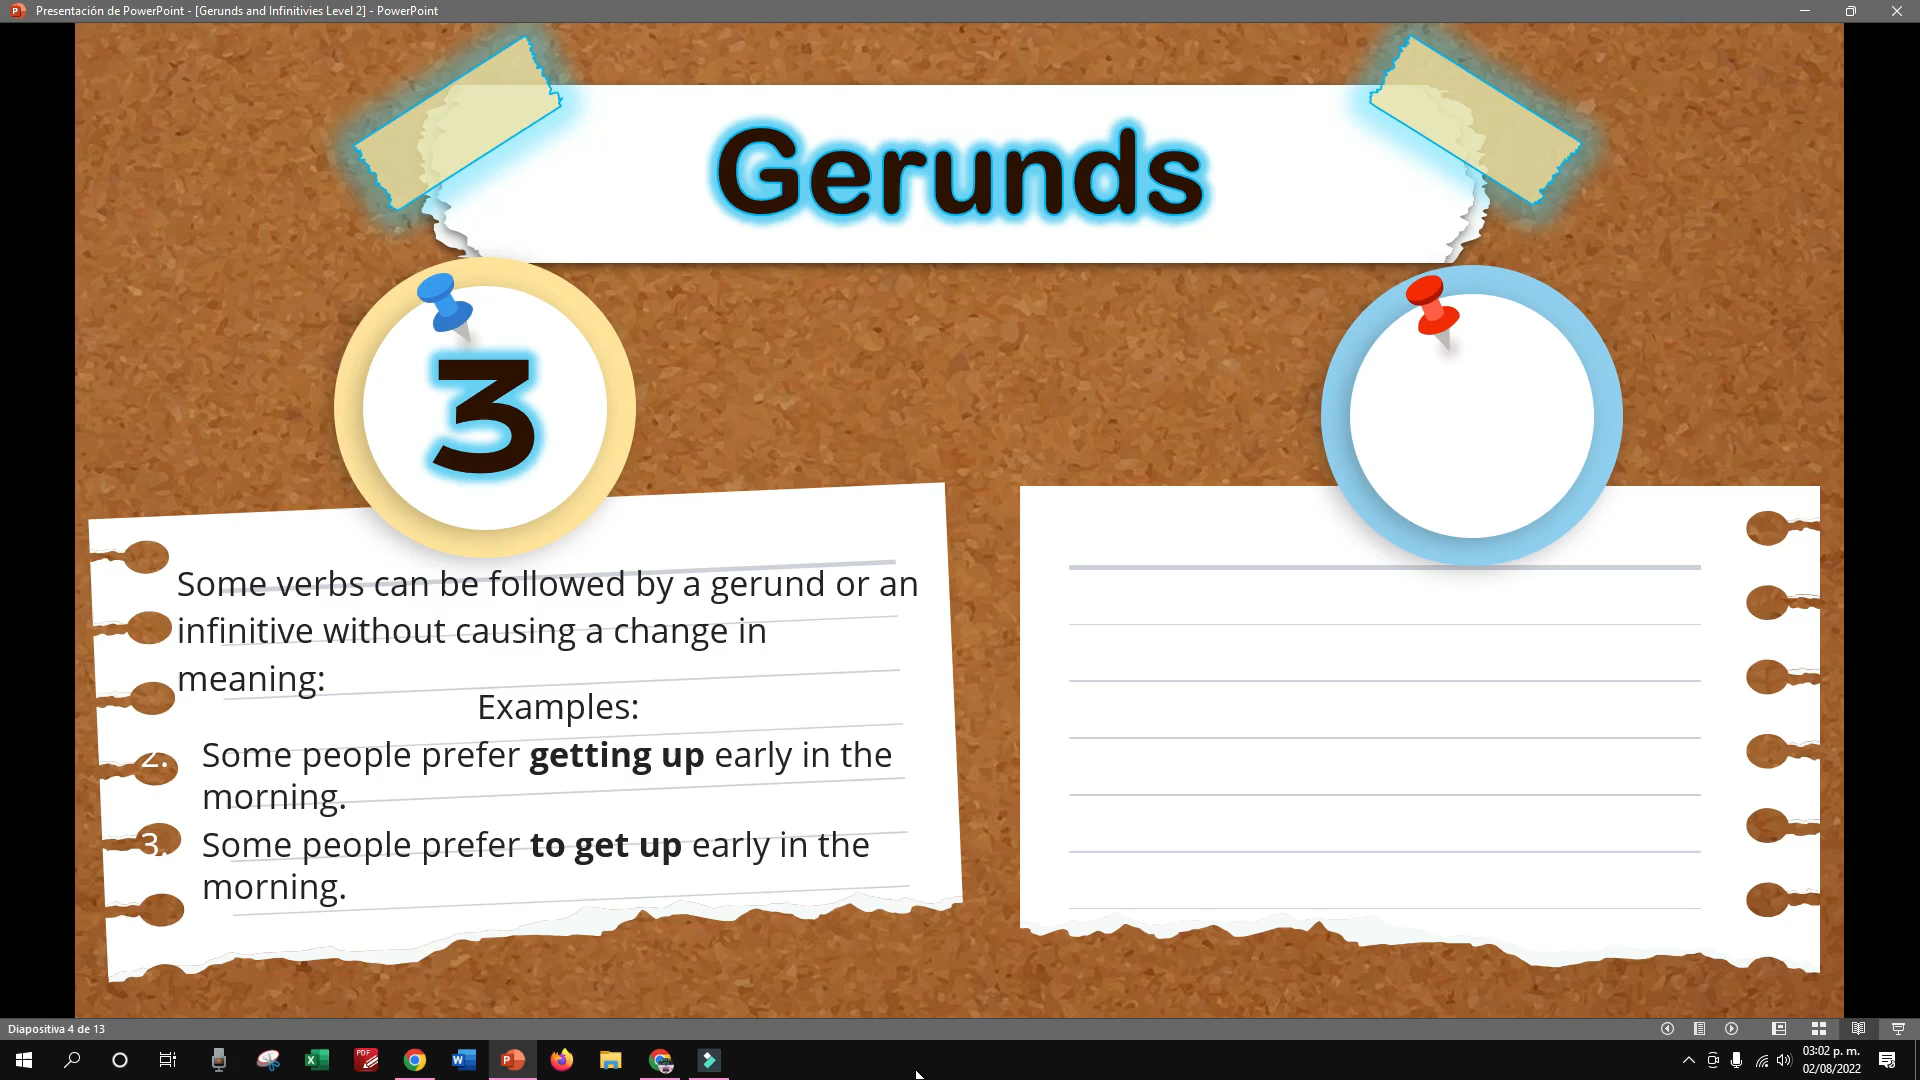 Presentación de PowerPoint - [Gerunds and Infinitivies Level 2] - PowerPoint
Gerunds
3
Some verbs can be followed by a gerund or an
infinitive without causing a change in
meaning:
Examples:
2. Some people prefer getting up early in the
morning.
3. Some people prefer to get up early in the
morning.
Diapositiva 4 de 13
03:02 p. m.
02/08/2022